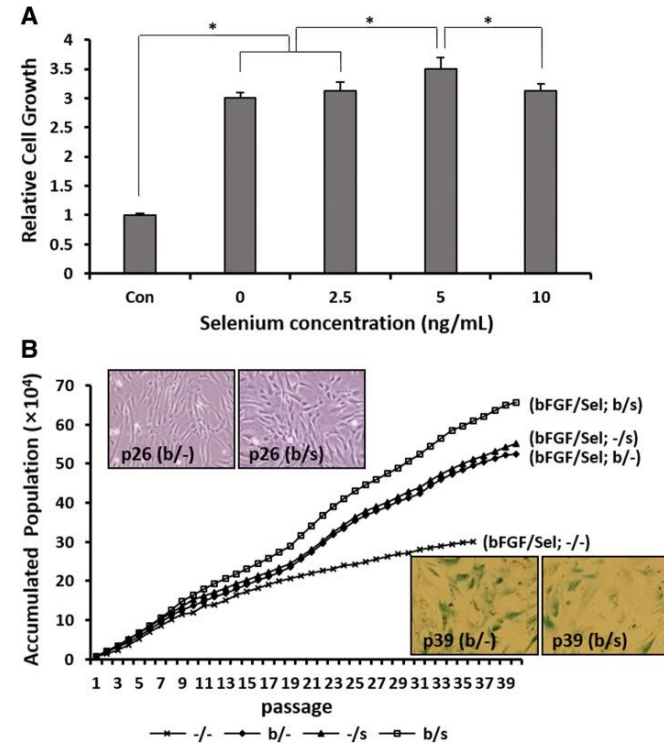 A
Relative Cell Growth
4
3.5
3
2.5
2
1.5
1
0.5
0
* * *
Con 0 2.5 5 10
Selenium concentration (ng/mL)
B
Accumulated Population (×10⁴)
70
60
50
40
30
20
10
0
p26 (b/-) p26 (b/s)
(bFGF/Sel; b/s)
(bFGF/Sel; -/s)
(bFGF/Sel; b/-)
(bFGF/Sel; -/-)
p39 (b/-) p39 (b/s)
1 3 5 7 9 11 13 15 17 19 21 23 25 27 29 31 33 35 37 39
passage
-/- b/- -/s b/s